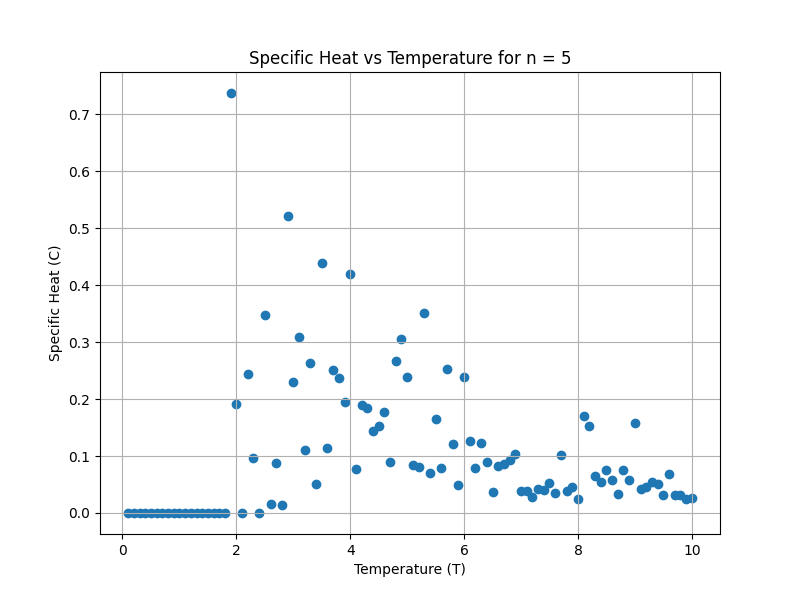 Specific Heat vs Temperature for n = 5
Specific Heat (C)
0.7
0.6
0.5
0.4
0.3
0.2
0.1
0.0
0 2 4 6 8 10
Temperature (T)